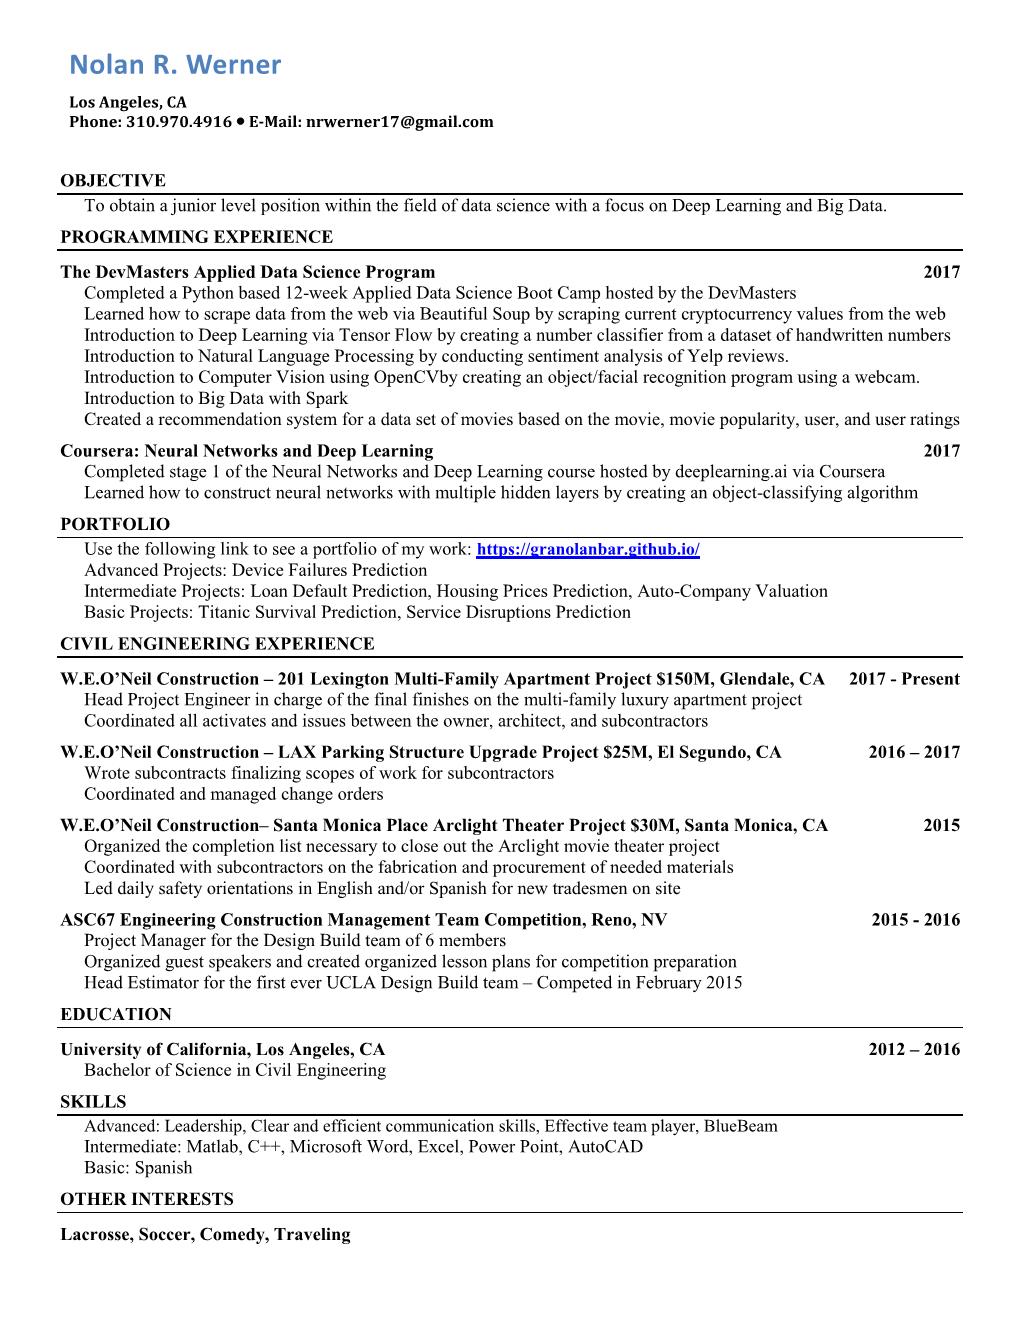 Nolan R. Werner
Los Angeles, CA
Phone: 310.970.4916 • E-Mail: nrwerner17@gmail.com
OBJECTIVE
To obtain a junior level position within the field of data science with a focus on Deep Learning and Big Data.
PROGRAMMING EXPERIENCE
The DevMasters Applied Data Science Program 2017
Completed a Python based 12-week Applied Data Science Boot Camp hosted by the DevMasters
Learned how to scrape data from the web via Beautiful Soup by scraping current cryptocurrency values from the web
Introduction to Deep Learning via Tensor Flow by creating a number classifier from a dataset of handwritten numbers
Introduction to Natural Language Processing by conducting sentiment analysis of Yelp reviews.
Introduction to Computer Vision using OpenCVby creating an object/facial recognition program using a webcam.
Introduction to Big Data with Spark
Created a recommendation system for a data set of movies based on the movie, movie popularity, user, and user ratings
Coursera: Neural Networks and Deep Learning 2017
Completed stage 1 of the Neural Networks and Deep Learning course hosted by deeplearning.ai via Coursera
Learned how to construct neural networks with multiple hidden layers by creating an object-classifying algorithm
PORTFOLIO
Use the following link to see a portfolio of my work: https://granolanbar.github.io/
Advanced Projects: Device Failures Prediction
Intermediate Projects: Loan Default Prediction, Housing Prices Prediction, Auto-Company Valuation
Basic Projects: Titanic Survival Prediction, Service Disruptions Prediction
CIVIL ENGINEERING EXPERIENCE
W.E.O’Neil Construction – 201 Lexington Multi-Family Apartment Project $150M, Glendale, CA 2017 - Present
Head Project Engineer in charge of the final finishes on the multi-family luxury apartment project
Coordinated all activates and issues between the owner, architect, and subcontractors
W.E.O’Neil Construction – LAX Parking Structure Upgrade Project $25M, El Segundo, CA 2016 – 2017
Wrote subcontracts finalizing scopes of work for subcontractors
Coordinated and managed change orders
W.E.O’Neil Construction– Santa Monica Place Arclight Theater Project $30M, Santa Monica, CA 2015
Organized the completion list necessary to close out the Arclight movie theater project
Coordinated with subcontractors on the fabrication and procurement of needed materials
Led daily safety orientations in English and/or Spanish for new tradesmen on site
ASC67 Engineering Construction Management Team Competition, Reno, NV 2015 - 2016
Project Manager for the Design Build team of 6 members
Organized guest speakers and created organized lesson plans for competition preparation
Head Estimator for the first ever UCLA Design Build team – Competed in February 2015
EDUCATION
University of California, Los Angeles, CA 2012 – 2016
Bachelor of Science in Civil Engineering
SKILLS
Advanced: Leadership, Clear and efficient communication skills, Effective team player, BlueBeam
Intermediate: Matlab, C++, Microsoft Word, Excel, Power Point, AutoCAD
Basic: Spanish
OTHER INTERESTS
Lacrosse, Soccer, Comedy, Traveling